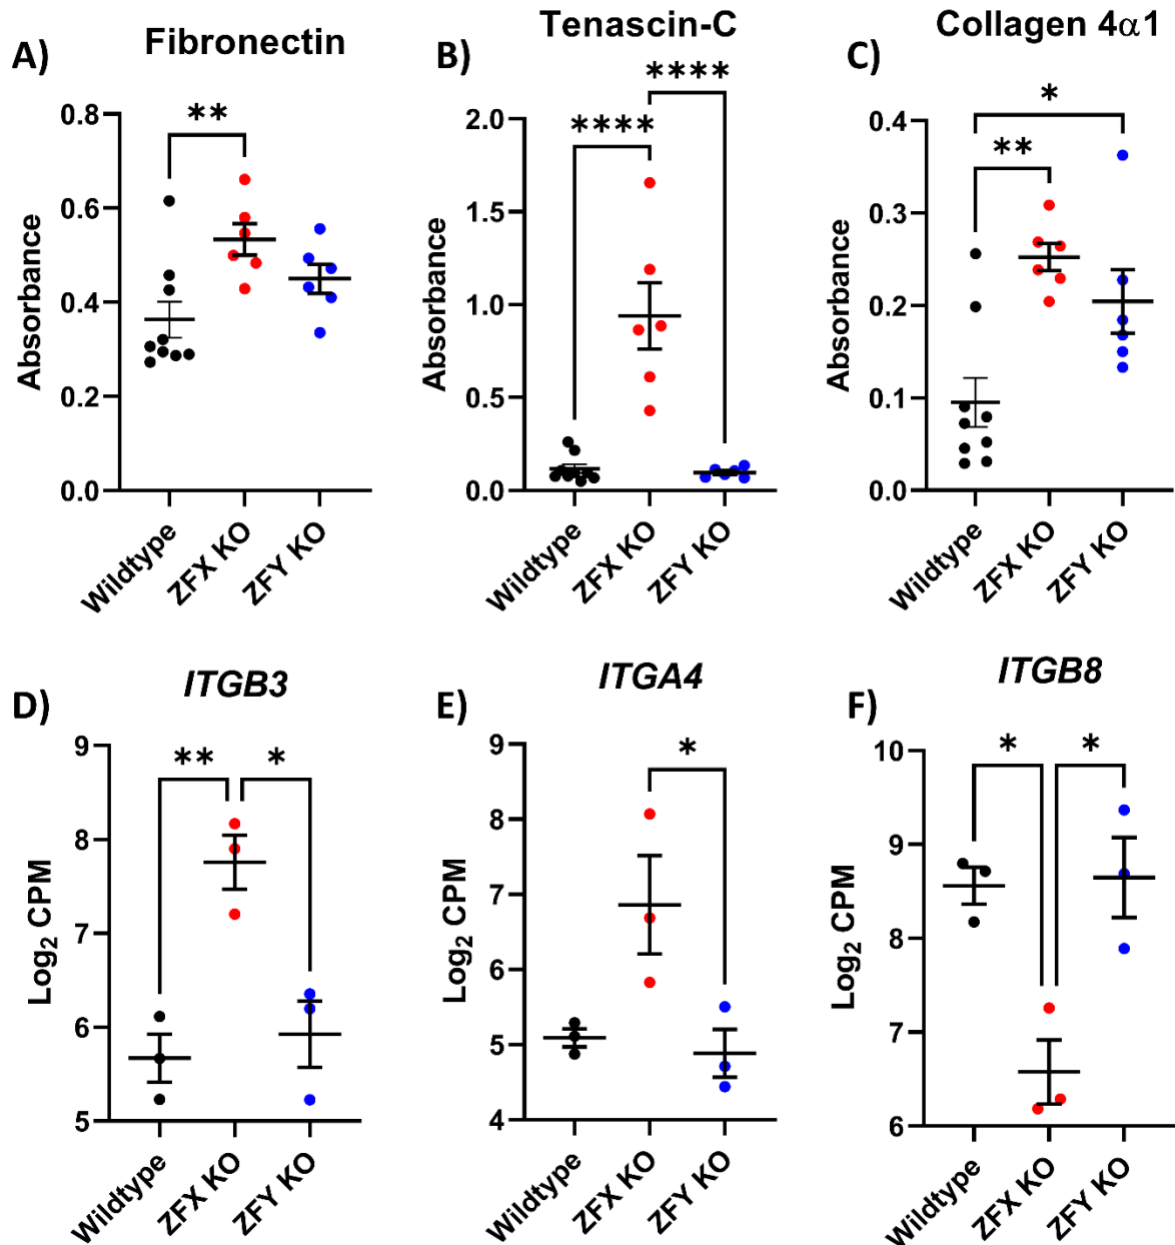 A) Fibronectin
**
Absorbance
0.8
0.6
0.4
0.2
0.0
Wildtype
ZFX KO
ZFY KO
B) Tenascin-C
****
****
Absorbance
2.0
1.5
1.0
0.5
0.0
Wildtype
ZFX KO
ZFY KO
C) Collagen 4α1
*
**
Absorbance
0.4
0.3
0.2
0.1
0.0
Wildtype
ZFX KO
ZFY KO
D) ITGB3
** *
Log₂ CPM
9
8
7
6
5
Wildtype
ZFX KO
ZFY KO
E) ITGA4
*
Log₂ CPM
9
8
7
6
5
4
Wildtype
ZFX KO
ZFY KO
F) ITGB8
* *
Log₂ CPM
10
9
8
7
6
Wildtype
ZFX KO
ZFY KO